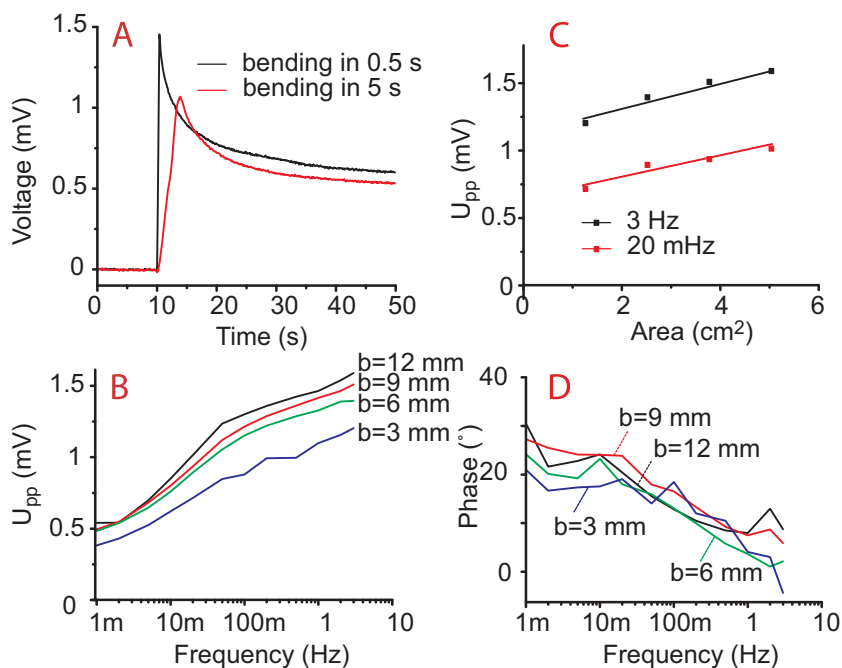 A
bending in 0.5 s
bending in 5 s
Voltage (mV)
1.5
1
0.5
0
0 10 20 30 40 50
Time (s)
C
3 Hz
20 mHz
U_pp (mV)
1.5
1
0.5
0
0 2 4 6
Area (cm²)
B
b=12 mm
b=9 mm
b=6 mm
b=3 mm
U_pp (mV)
1.5
1
0.5
0
1m 10m 100m 1 10
Frequency (Hz)
D
b=9 mm
b=12 mm
b=3 mm
b=6 mm
Phase (°)
40
20
0
1m 10m 100m 1 10
Frequency (Hz)